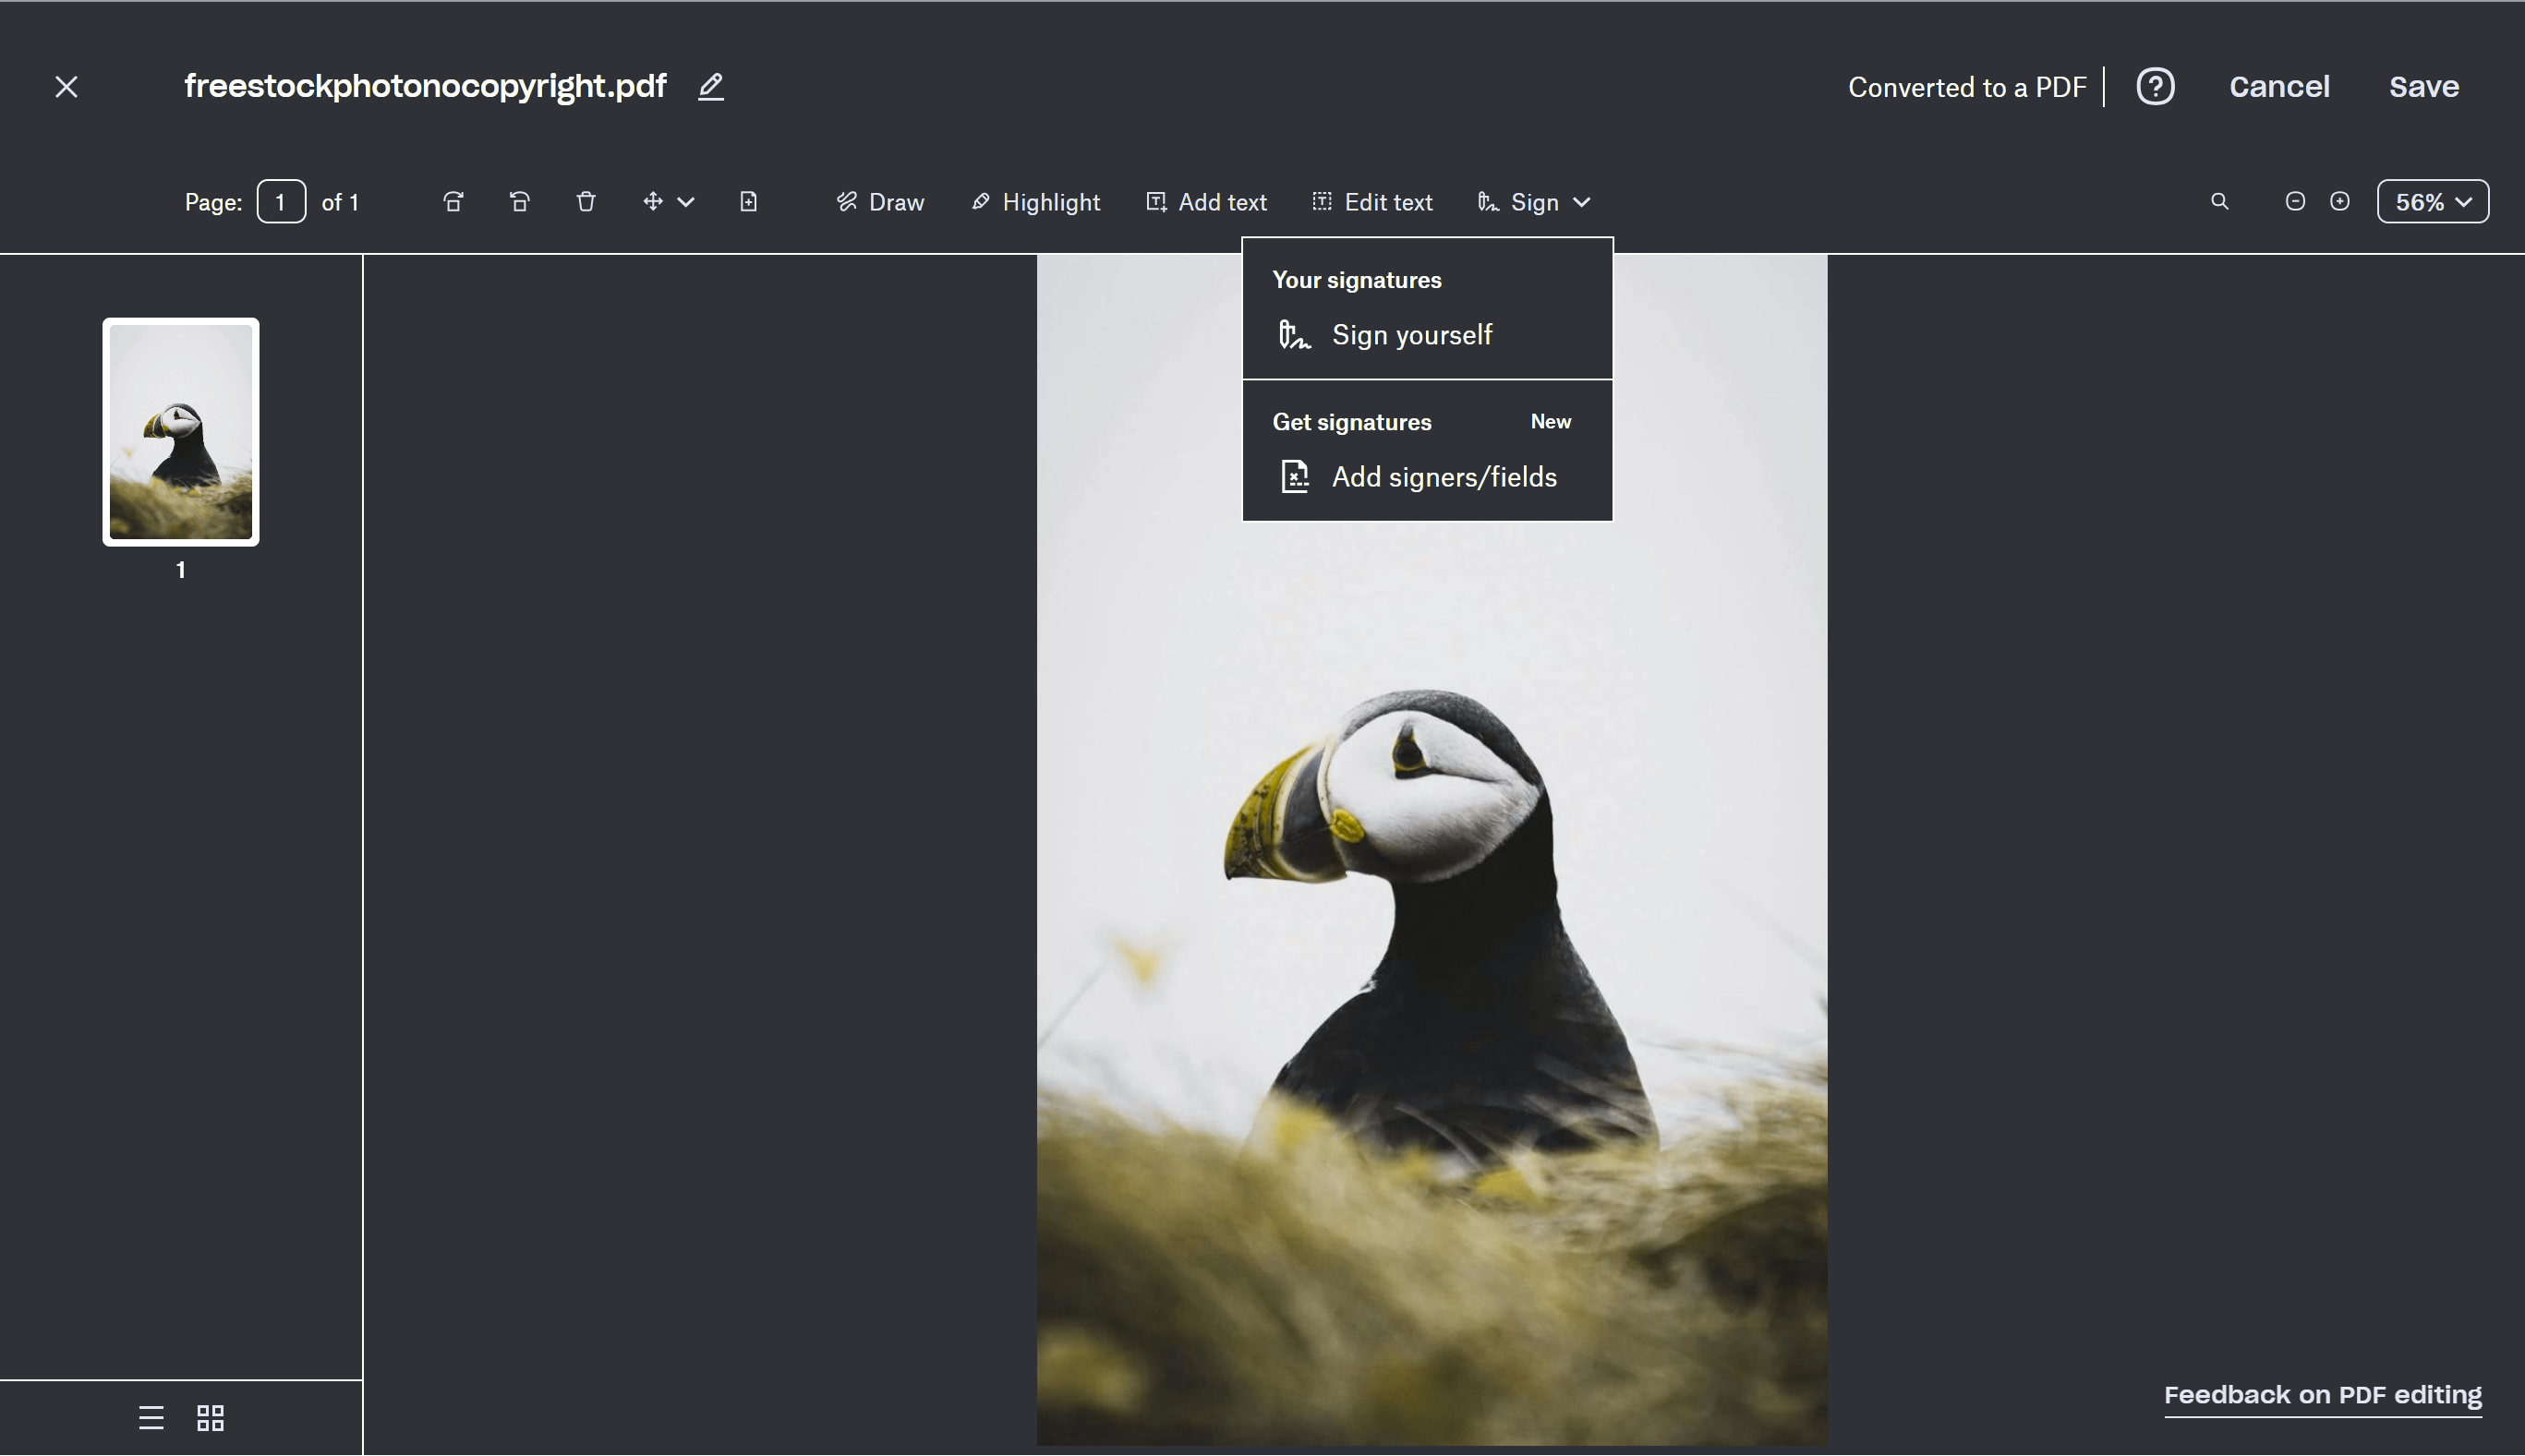 freestockphotonocopyright.pdf
Converted to a PDF
Cancel
Save
Page: 1 of 1
Draw
Highlight
Add text
Edit text
Sign
56%
Your signatures
Sign yourself
Get signatures New
Add signers/fields
1
Feedback on PDF editing